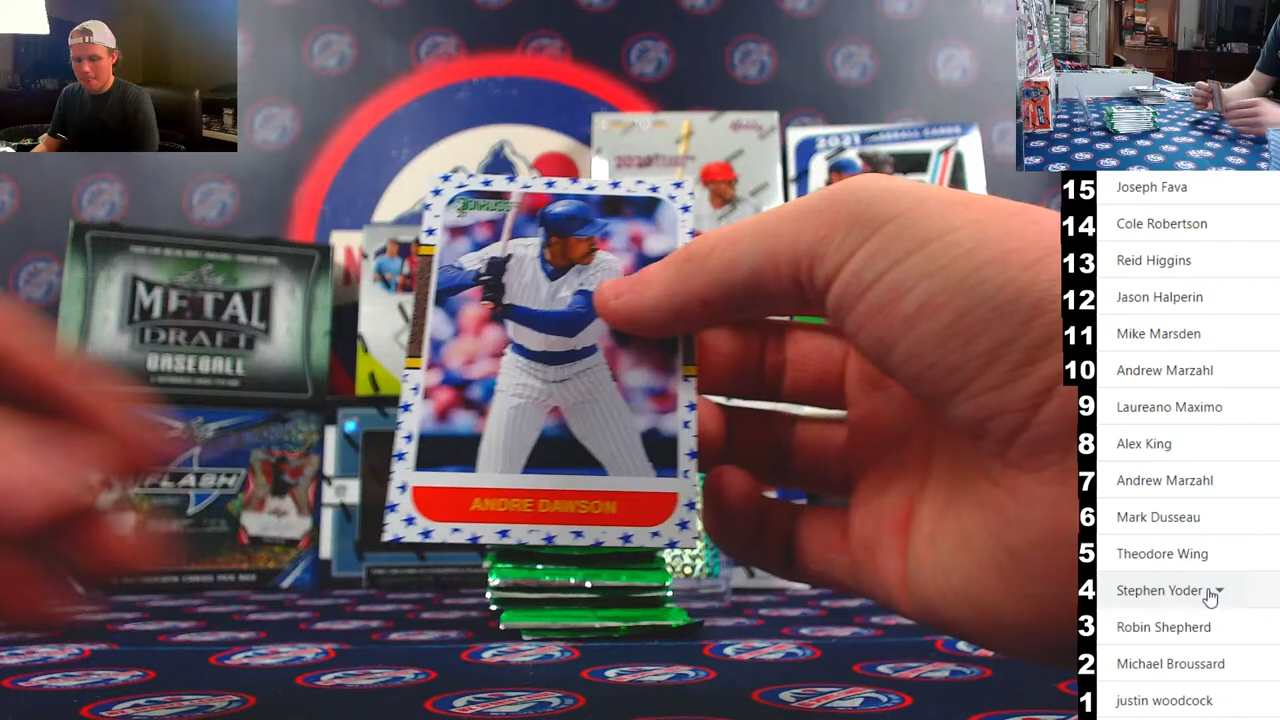 2021
METAL
DRAFT
BASEBALL
FLASH
DONRUSS
ANDRE DAWSON
15 Joseph Fava
14 Cole Robertson
13 Reid Higgins
12 Jason Halperin
11 Mike Marsden
10 Andrew Marzahl
9 Laureano Maximo
8 Alex King
7 Andrew Marzahl
6 Mark Dusseau
5 Theodore Wing
4 Stephen Yoder
3 Robin Shepherd
2 Michael Broussard
1 justin woodcock